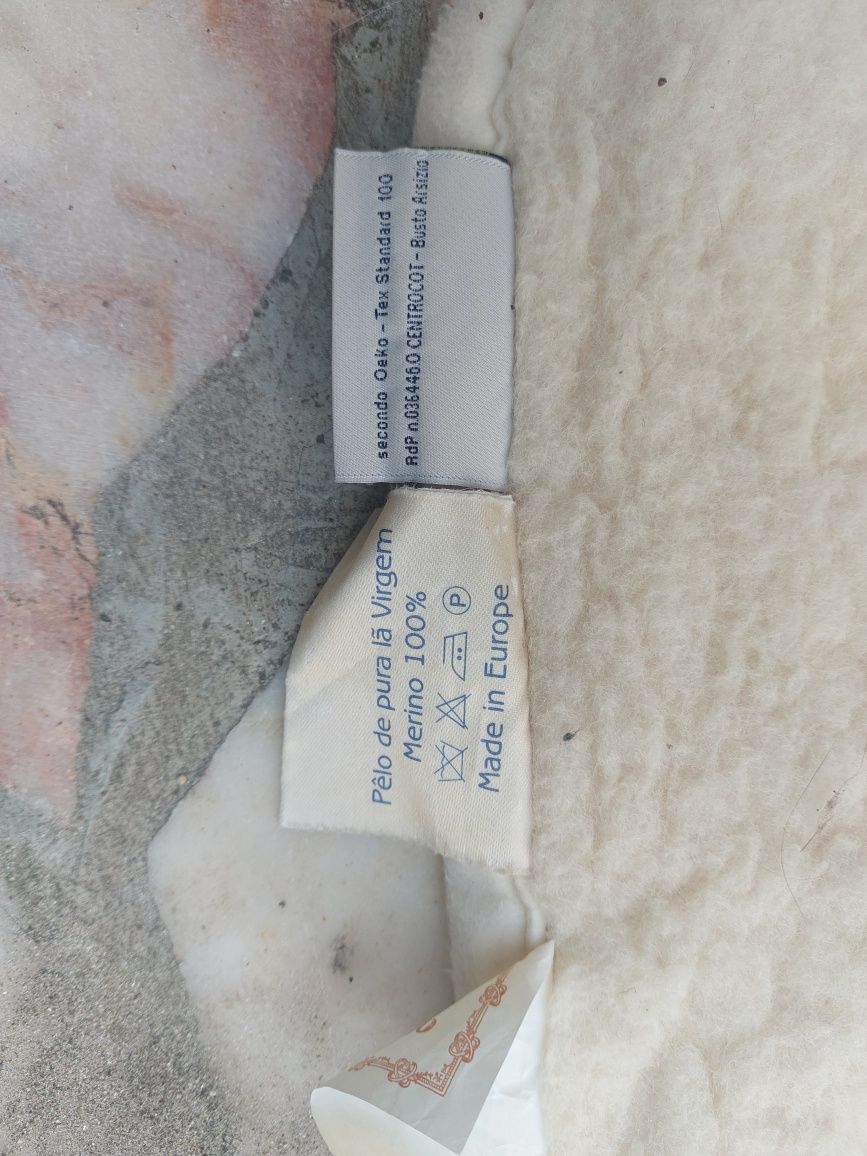 secondo Oeko-Tex Standard 100
RdP n.036446.0 CENTROCOT- Busto Arsizio
Pêlo de pura lã Virgem
Merino 100%
P
Made in Europe